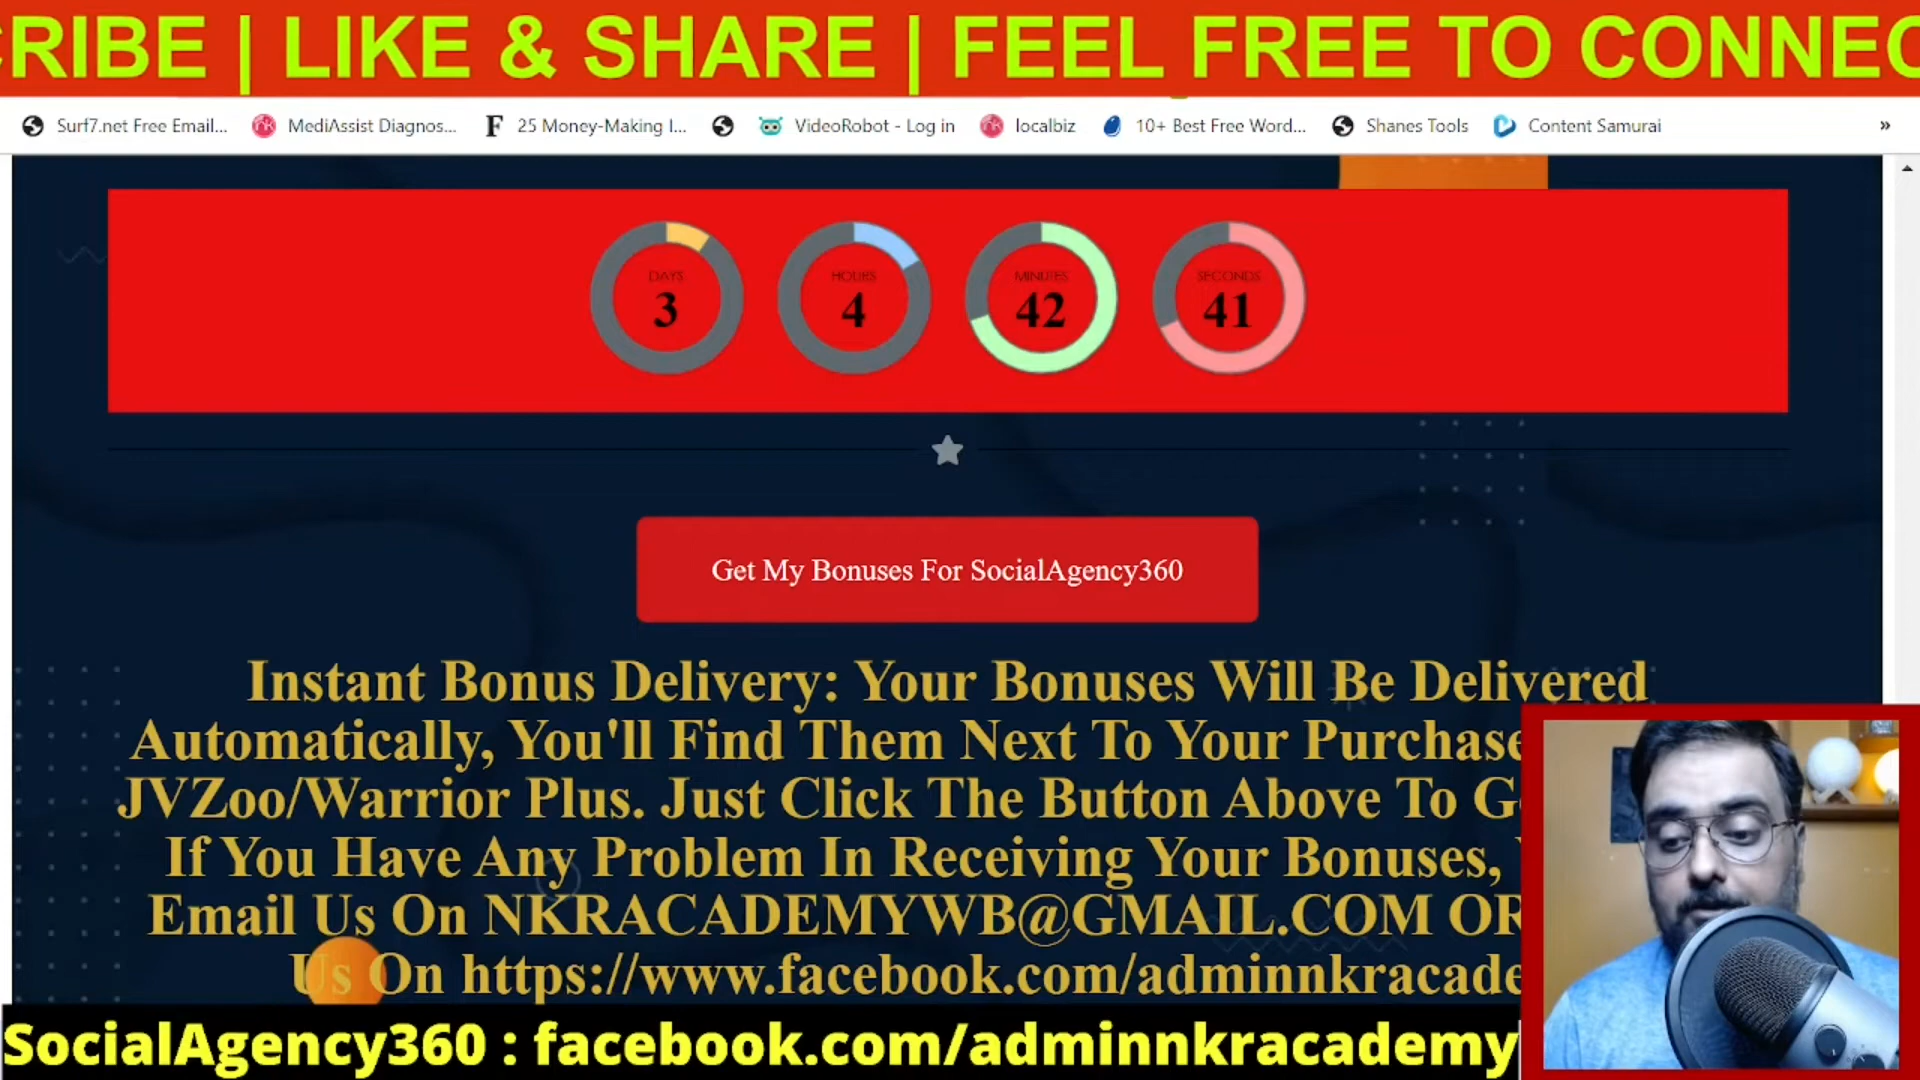 CRIBE | LIKE & SHARE | FEEL FREE TO CONNEC
Surf7.net Free Email... MediAssist Diagnos... 25 Money-Making I... VideoRobot - Log in localbiz 10+ Best Free Word... Shanes Tools Content Samurai »
DAYS HOURS MINUTES SECONDS
3 4 42 41
Get My Bonuses For SocialAgency360
Instant Bonus Delivery: Your Bonuses Will Be Delivered
Automatically, You'll Find Them Next To Your Purchase
JVZoo/Warrior Plus. Just Click The Button Above To
If You Have Any Problem In Receiving Your Bonuses,
Email Us On NKRACADEMYWB@GMAIL.COM OR
Us On https://www.facebook.com/adminnkracade
SocialAgency360 : facebook.com/adminnkracademy